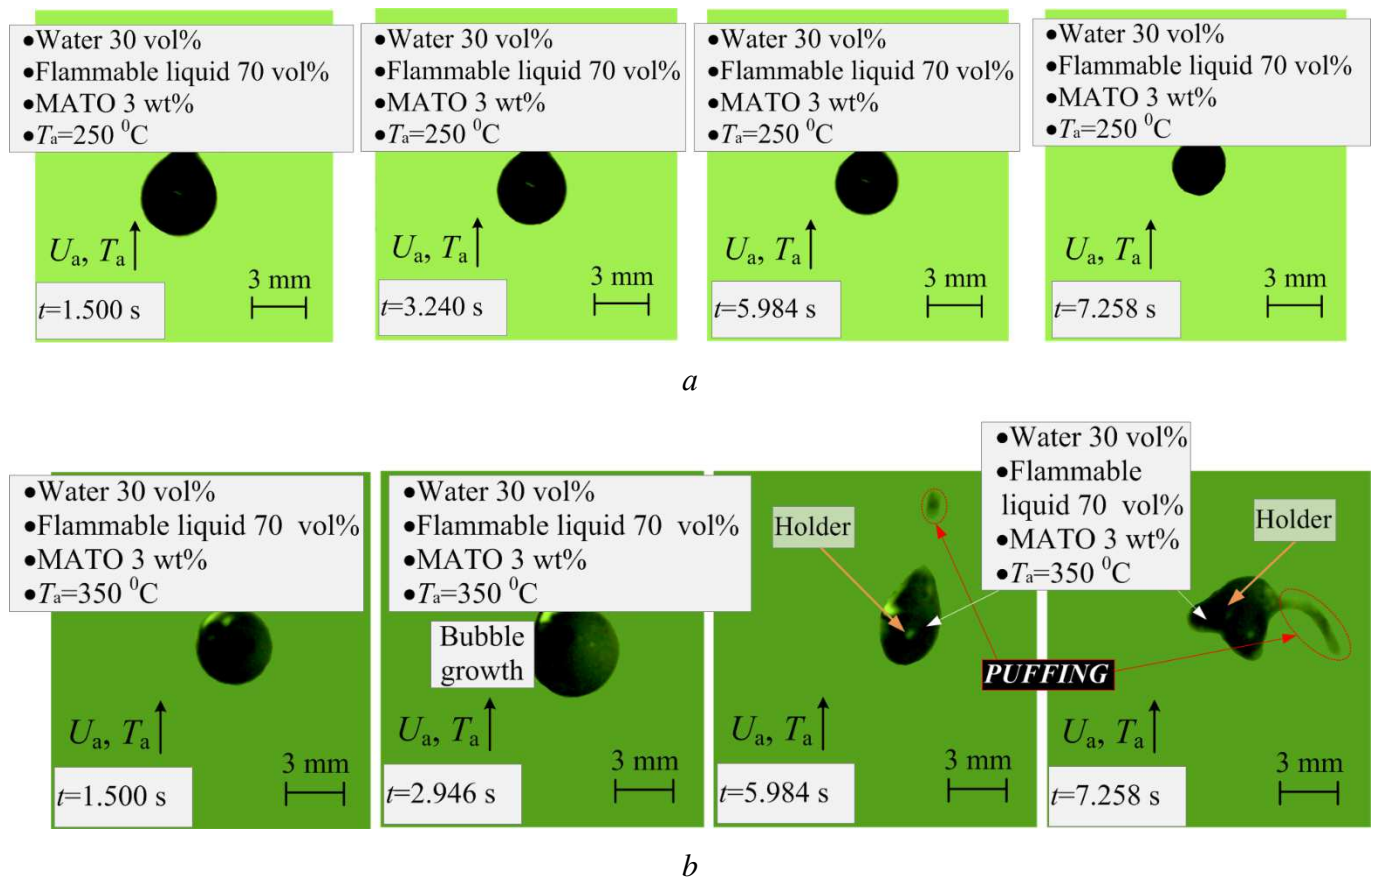 ●Water 30 vol%
●Flammable liquid 70 vol%
●MATO 3 wt%
●Ta=250 ⁰C
Ua, Ta
3 mm
t=1.500 s
●Water 30 vol%
●Flammable liquid 70 vol%
●MATO 3 wt%
●Ta=250 ⁰C
Ua, Ta
3 mm
t=3.240 s
●Water 30 vol%
●Flammable liquid 70 vol%
●MATO 3 wt%
●Ta=250 ⁰C
Ua, Ta
3 mm
t=5.984 s
●Water 30 vol%
●Flammable liquid 70 vol%
●MATO 3 wt%
●Ta=250 ⁰C
Ua, Ta
3 mm
t=7.258 s
a
●Water 30 vol%
●Flammable liquid 70 vol%
●MATO 3 wt%
●Ta=350 ⁰C
Ua, Ta
3 mm
t=1.500 s
●Water 30 vol%
●Flammable liquid 70 vol%
●MATO 3 wt%
●Ta=350 ⁰C
Bubble
growth
Ua, Ta
3 mm
t=2.946 s
Holder
●Water 30 vol%
●Flammable
liquid 70 vol%
●MATO 3 wt%
●Ta=350 ⁰C
Holder
PUFFING
Ua, Ta
3 mm
t=5.984 s
Ua, Ta
3 mm
t=7.258 s
b